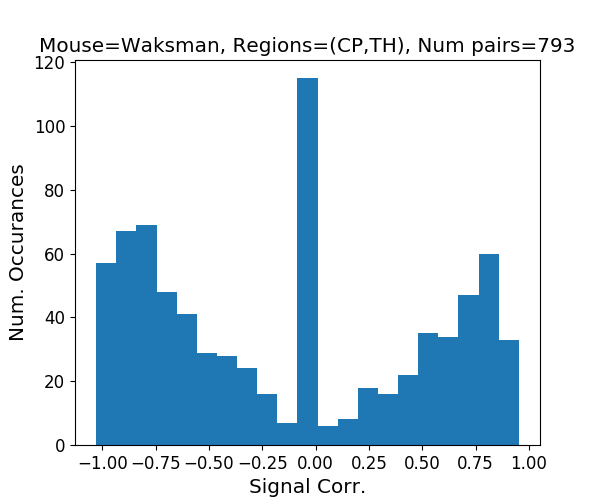 Mouse=Waksman, Regions=(CP,TH), Num pairs=793
120
100
80
60
40
20
0
Num. Occurances
−1.00 −0.75 −0.50 −0.25 0.00 0.25 0.50 0.75 1.00
Signal Corr.